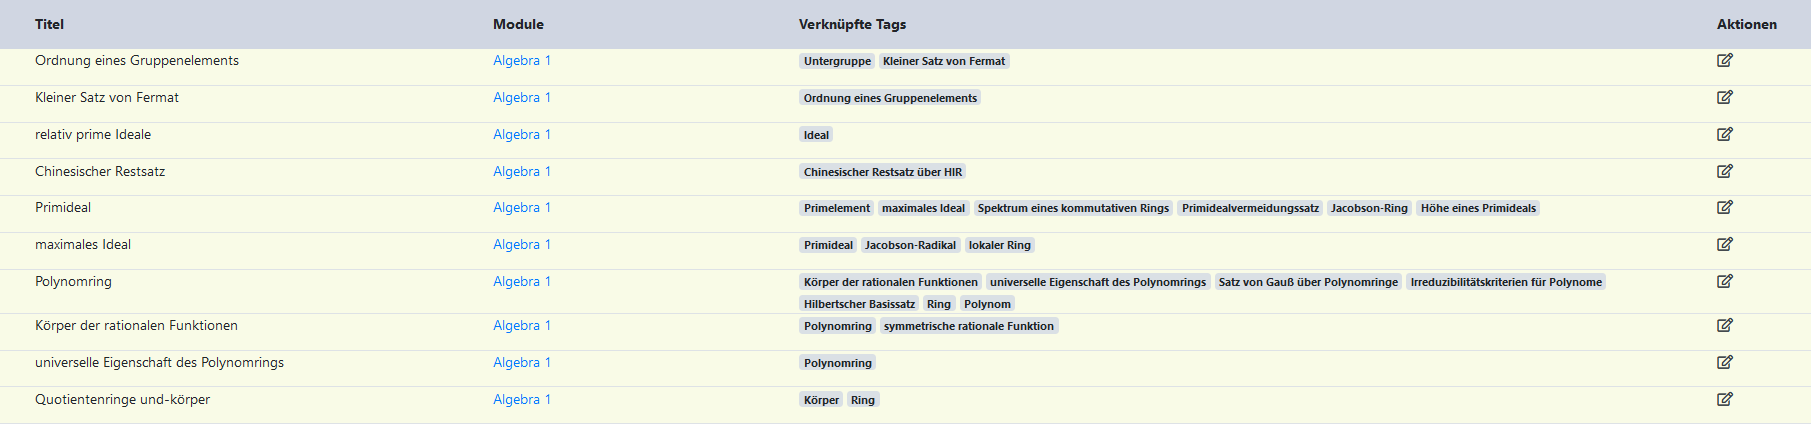 Titel Module Verknüpfte Tags Aktionen
Ordnung eines Gruppenelements Algebra 1 Untergruppe Kleiner Satz von Fermat
Kleiner Satz von Fermat Algebra 1 Ordnung eines Gruppenelements
relativ prime Ideale Algebra 1 Ideal
Chinesischer Restsatz Algebra 1 Chinesischer Restsatz über HIR
Primideal Algebra 1 Primelement maximales Ideal Spektrum eines kommutativen Rings Primidealvermeidungssatz Jacobson-Ring Höhe eines Primideals
maximales Ideal Algebra 1 Primideal Jacobson-Radikal lokaler Ring
Polynomring Algebra 1 Körper der rationalen Funktionen universelle Eigenschaft des Polynomrings Satz von Gauß über Polynomringe Irreduzibilitätskriterien für Polynome
Hilbertscher Basissatz Ring Polynom
Körper der rationalen Funktionen Algebra 1 Polynomring symmetrische rationale Funktion
universelle Eigenschaft des Polynomrings Algebra 1 Polynomring
Quotientenringe und-körper Algebra 1 Körper Ring